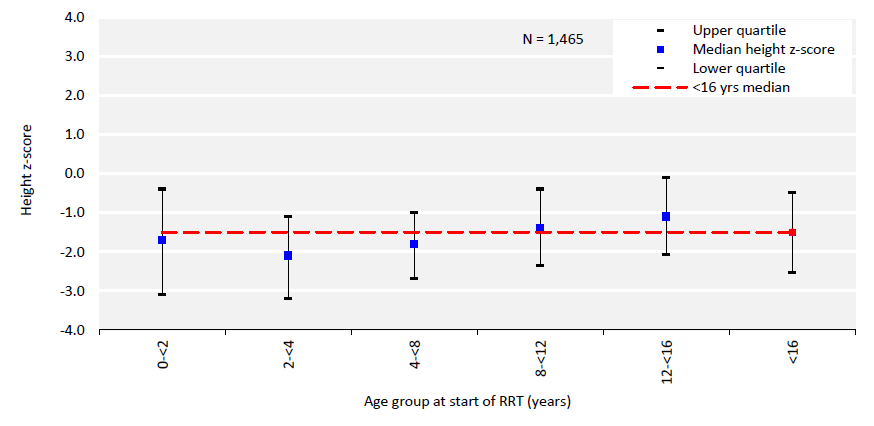 4.0
3.0
2.0
1.0
0.0
-1.0
-2.0
-3.0
-4.0
Height z-score
N = 1,465
Upper quartile
Median height z-score
Lower quartile
<16 yrs median
0-<2
2-<4
4-<8
8-<12
12-<16
<16
Age group at start of RRT (years)